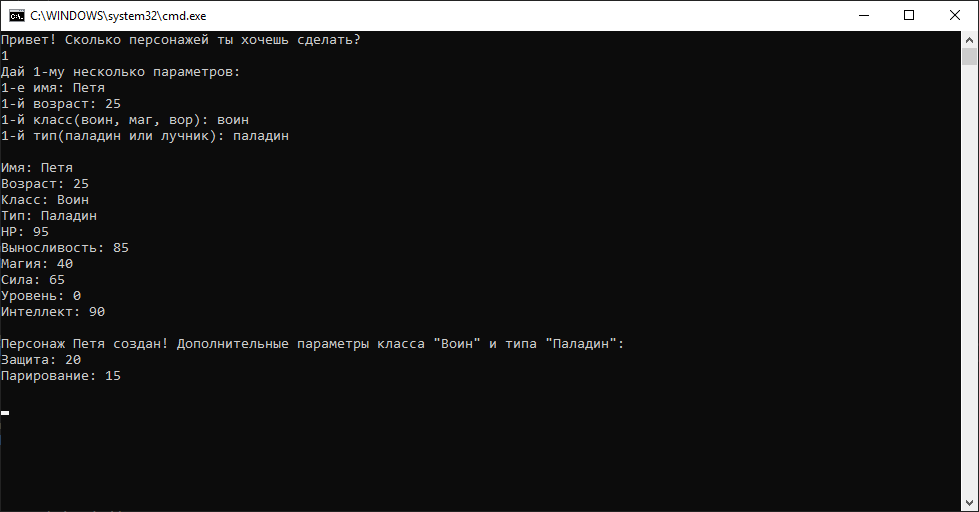 C:\WINDOWS\system32\cmd.exe
Привет! Сколько персонажей ты хочешь сделать?
1
Дай 1-му несколько параметров:
1-е имя: Петя
1-й возраст: 25
1-й класс(воин, маг, вор): воин
1-й тип(паладин или лучник): паладин
Имя: Петя
Возраст: 25
Класс: Воин
Тип: Паладин
HP: 95
Выносливость: 85
Магия: 40
Сила: 65
Уровень: 0
Интеллект: 90
Персонаж Петя создан! Дополнительные параметры класса "Воин" и типа "Паладин":
Защита: 20
Парирование: 15